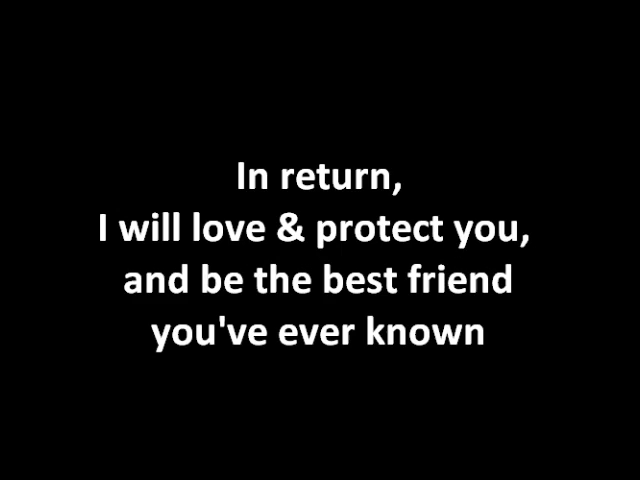 In return,
I will love & protect you,
and be the best friend
you've ever known